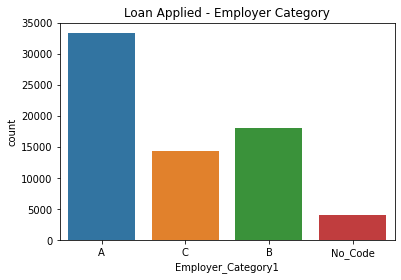 Loan Applied - Employer Category
35000
30000
25000
20000
15000
10000
5000
0
count
A C B No_Code
Employer_Category1